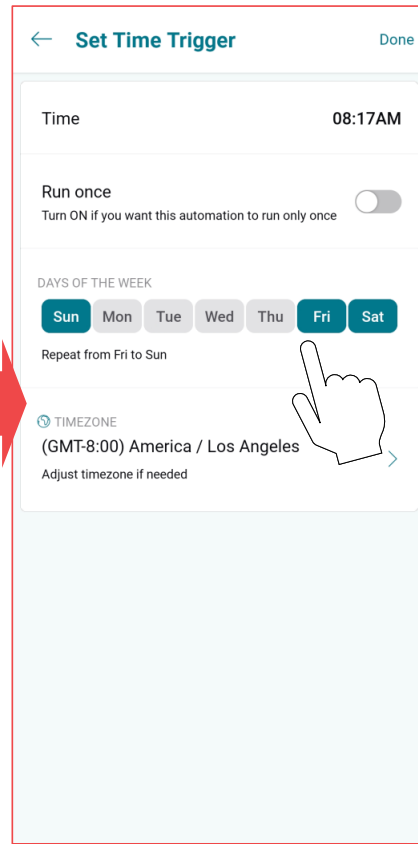 Set Time Trigger Done
Time 08:17AM
Run once
Turn ON if you want this automation to run only once
DAYS OF THE WEEK
Sun Mon Tue Wed Thu Fri Sat
Repeat from Fri to Sun
TIMEZONE
(GMT-8:00) America / Los Angeles
Adjust timezone if needed